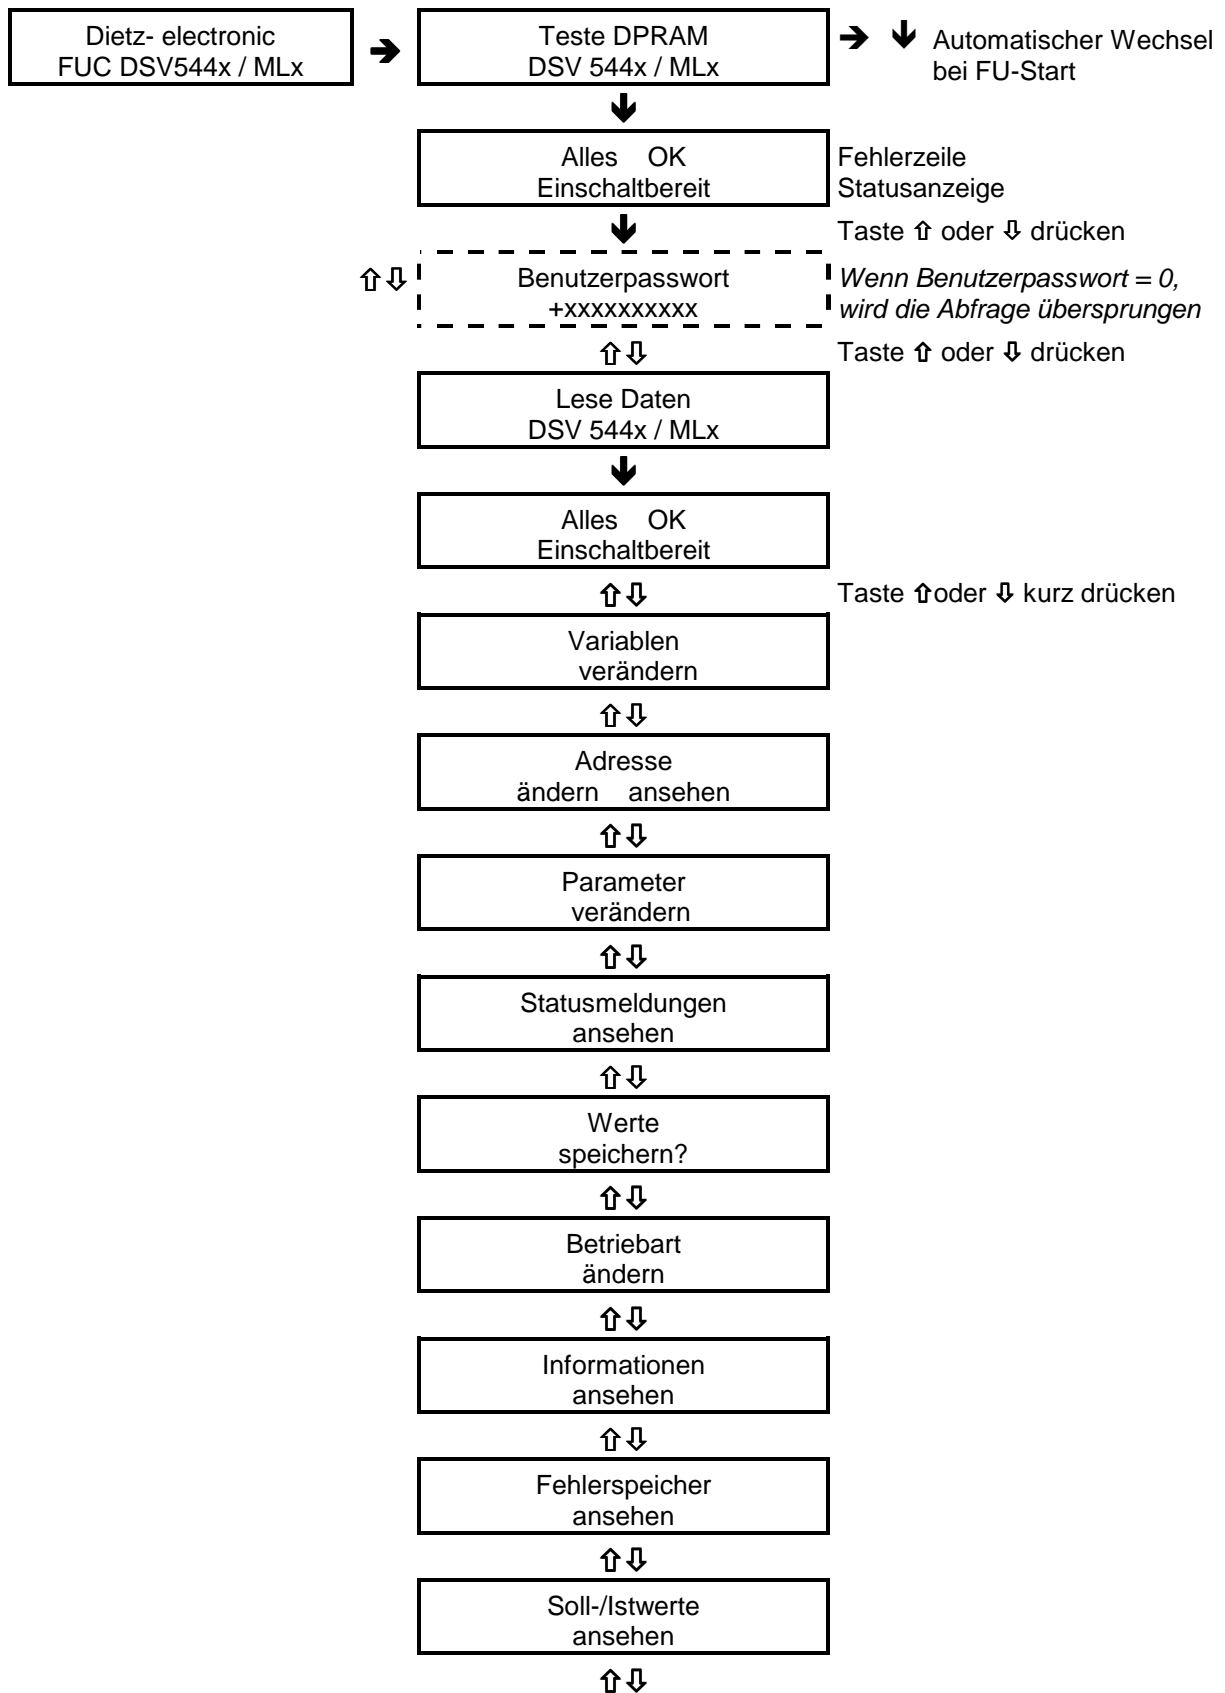 Dietz- electronic
FUC DSV544x / MLx
➔
Teste DPRAM
DSV 544x / MLx
➔ 🡻 Automatischer Wechsel
bei FU-Start
🡻
Alles OK
Einschaltbereit
Fehlerzeile
Statusanzeige
🡻
Taste ⇧ oder ⇩ drücken
⇧⇩
Benutzerpasswort
+xxxxxxxxxx
Wenn Benutzerpasswort = 0,
wird die Abfrage übersprungen
⇧⇩
Taste ⇧ oder ⇩ drücken
Lese Daten
DSV 544x / MLx
🡻
Alles OK
Einschaltbereit
⇧⇩
Taste ⇧oder ⇩ kurz drücken
Variablen
verändern
⇧⇩
Adresse
ändern ansehen
⇧⇩
Parameter
verändern
⇧⇩
Statusmeldungen
ansehen
⇧⇩
Werte
speichern?
⇧⇩
Betriebart
ändern
⇧⇩
Informationen
ansehen
⇧⇩
Fehlerspeicher
ansehen
⇧⇩
Soll-/Istwerte
ansehen
⇧⇩